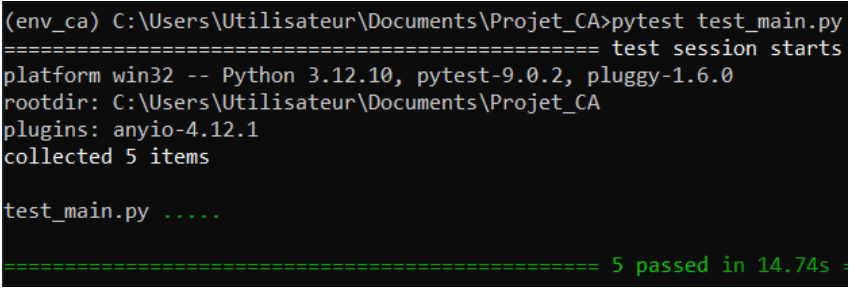 (env_ca) C:\Users\Utilisateur\Documents\Projet_CA>pytest test_main.py
================================================= test session starts
platform win32 -- Python 3.12.10, pytest-9.0.2, pluggy-1.6.0
rootdir: C:\Users\Utilisateur\Documents\Projet_CA
plugins: anyio-4.12.1
collected 5 items
test_main.py .....
================================================= 5 passed in 14.74s =